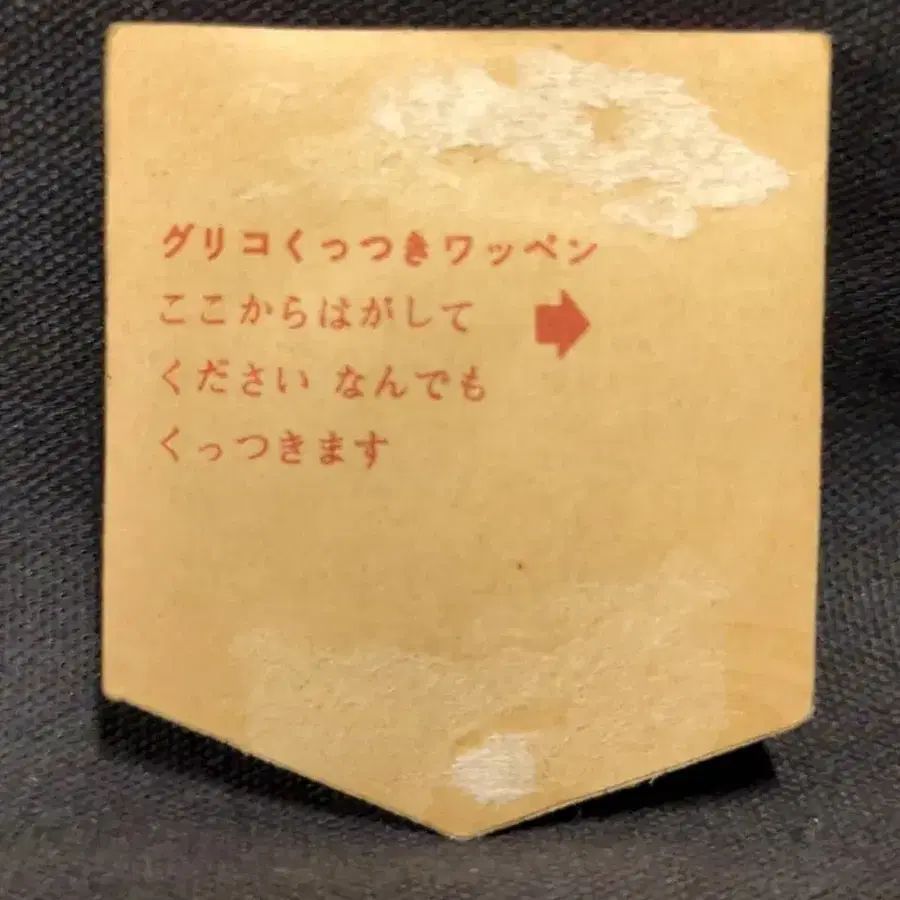 グリコくっつきワッペン
ここからはがして
ください なんでも
くっつきます